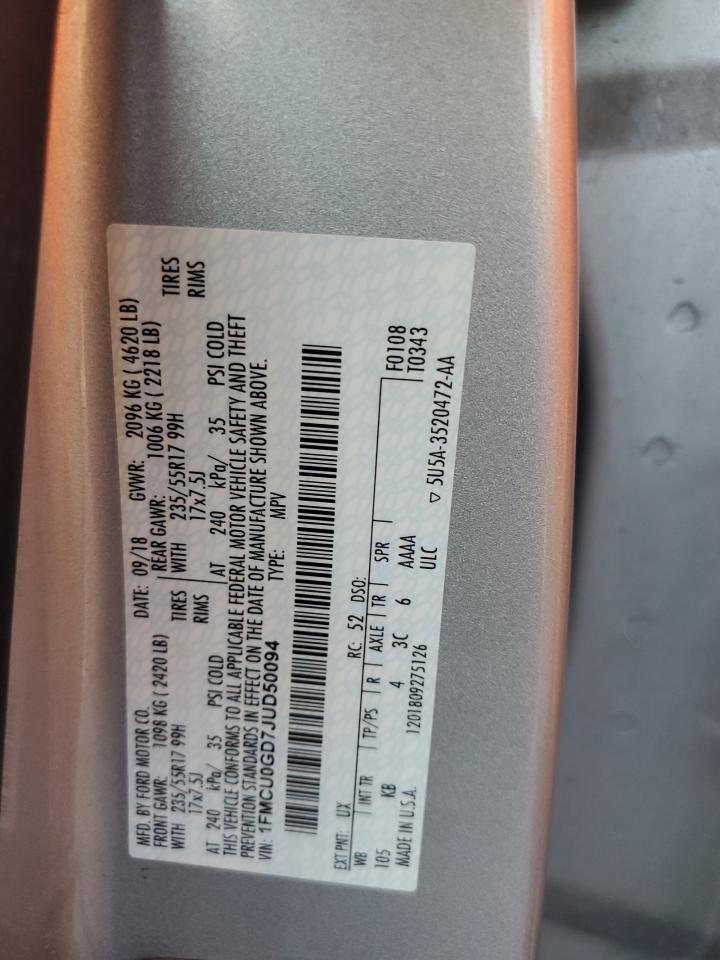 MFD. BY FORD MOTOR CO.
DATE: 09/18 GVWR: 2096 KG ( 4620 LB)
FRONT GAWR: 1098 KG ( 2420 LB) REAR GAWR: 1006 KG ( 2218 LB)
WITH 235/55R17 99H TIRES WITH 235/55R17 99H TIRES
17x7.5J RIMS 17x7.5J RIMS
AT 240 kPa/ 35 PSI COLD AT 240 kPa/ 35 PSI COLD
THIS VEHICLE CONFORMS TO ALL APPLICABLE FEDERAL MOTOR VEHICLE SAFETY AND THEFT
PREVENTION STANDARDS IN EFFECT ON THE DATE OF MANUFACTURE SHOWN ABOVE.
VIN: 1FMCU0GD7JUD50094 TYPE: MPV
EXT PNT: UX RC: 52 DSO:
WB INT TR TP/PS R AXLE TR SPR F0108
105 KB 4 3C 6 AAAA T0343
MADE IN U.S.A. 1201809275126 ULC ▽ 5U5A-3520472-AA